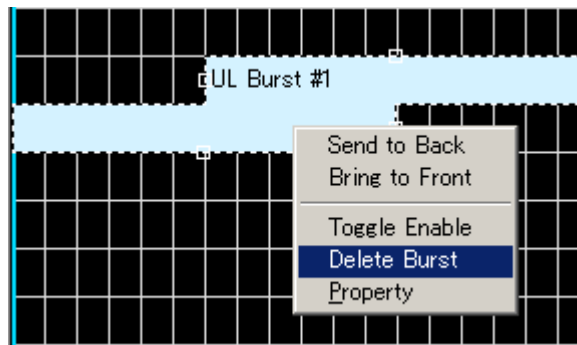 UL Burst #1
Send to Back
Bring to Front
Toggle Enable
Delete Burst
Property